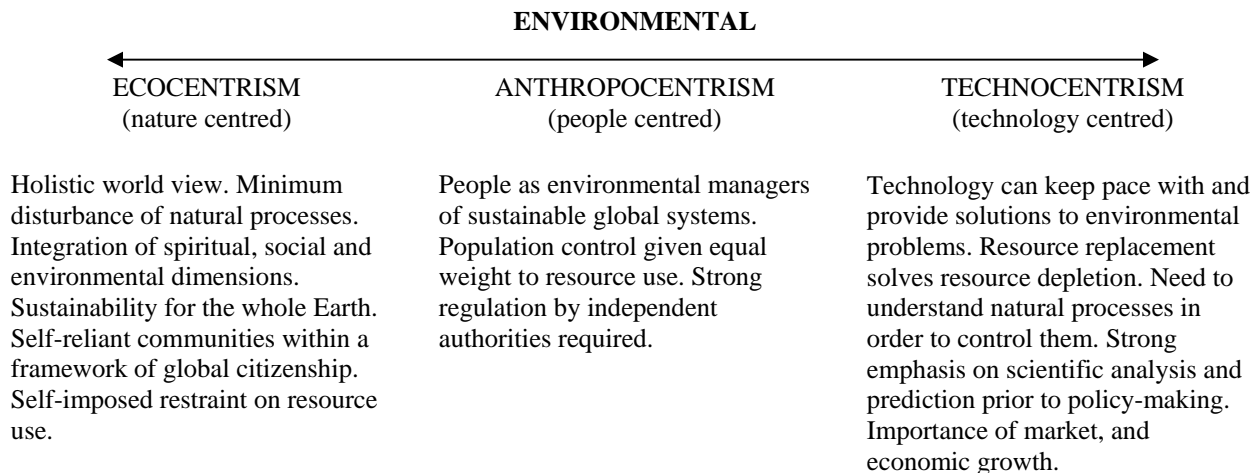 ENVIRONMENTAL
ECOCENTRISM
(nature centred)
Holistic world view. Minimum
disturbance of natural processes.
Integration of spiritual, social and
environmental dimensions.
Sustainability for the whole Earth.
Self-reliant communities within a
framework of global citizenship.
Self-imposed restraint on resource
use.
ANTHROPOCENTRISM
(people centred)
People as environmental managers
of sustainable global systems.
Population control given equal
weight to resource use. Strong
regulation by independent
authorities required.
TECHNOCENTRISM
(technology centred)
Technology can keep pace with and
provide solutions to environmental
problems. Resource replacement
solves resource depletion. Need to
understand natural processes in
order to control them. Strong
emphasis on scientific analysis and
prediction prior to policy-making.
Importance of market, and
economic growth.